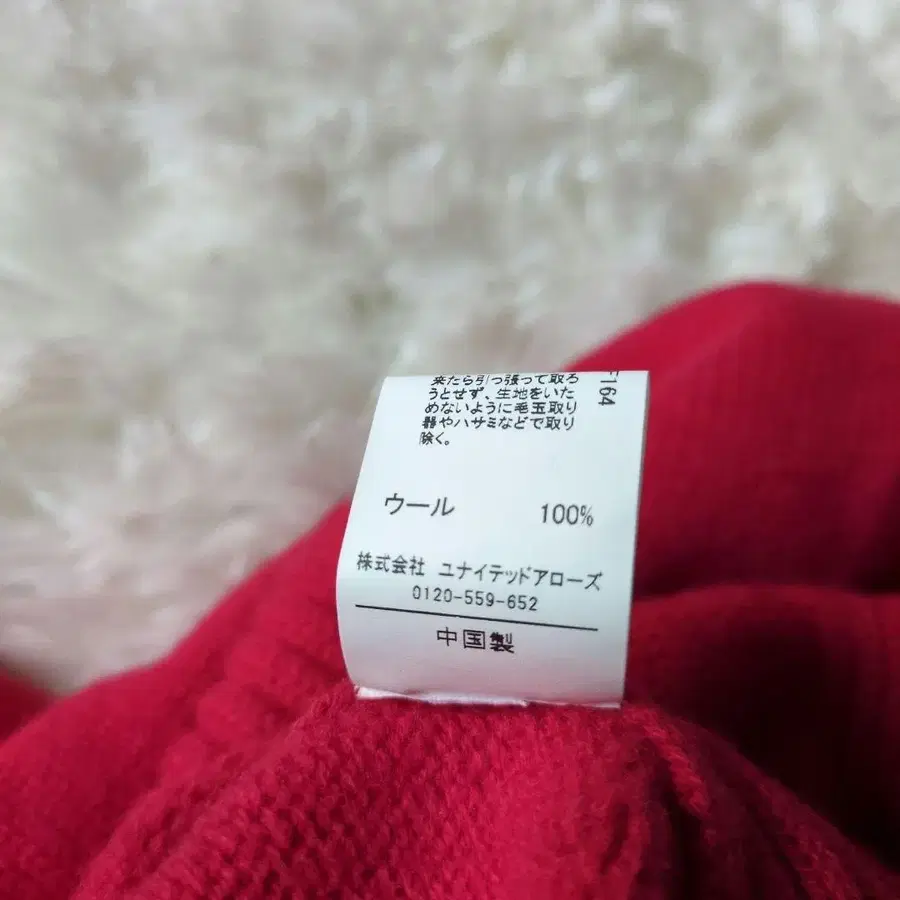 来たら引っ張って取ろ
うとせず、生地をいた
めないように毛玉取り
器やハサミなどで取り
除く。
F164
ウール 100%
株式会社 ユナイテッドアローズ
0120-559-652
中国製